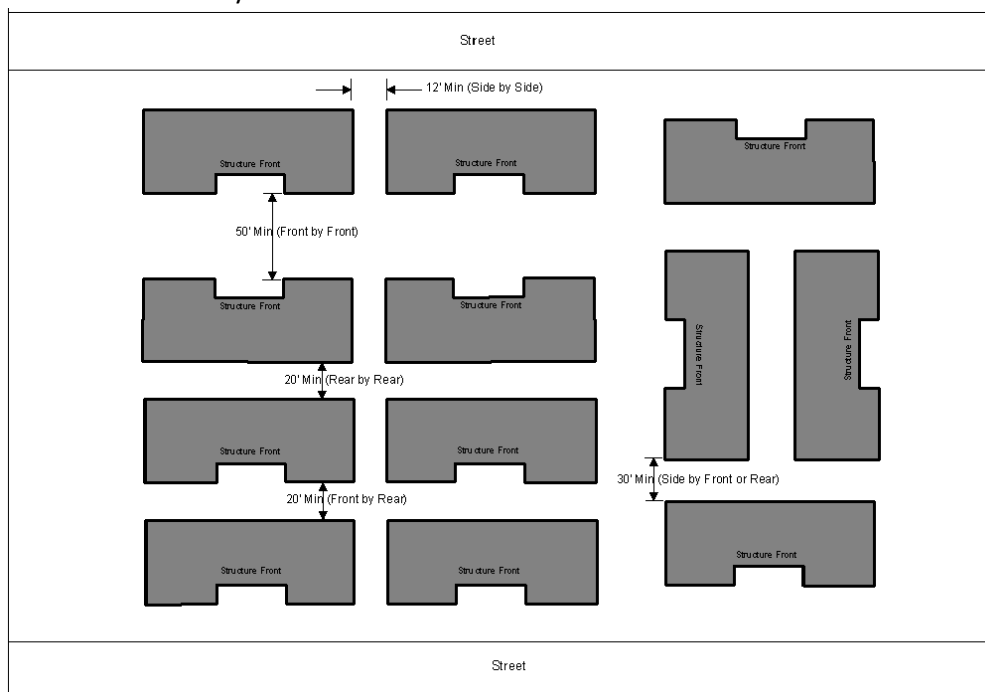 Street
12' Min (Side by Side)
Structure Front
Structure Front
Structure Front
50' Min (Front by Front)
Structure Front
Structure Front
Structure Front
Structure Front
20' Min (Rear by Rear)
Structure Front
Structure Front
30' Min (Side by Front or Rear)
20' Min (Front by Rear)
Structure Front
Structure Front
Structure Front
Street